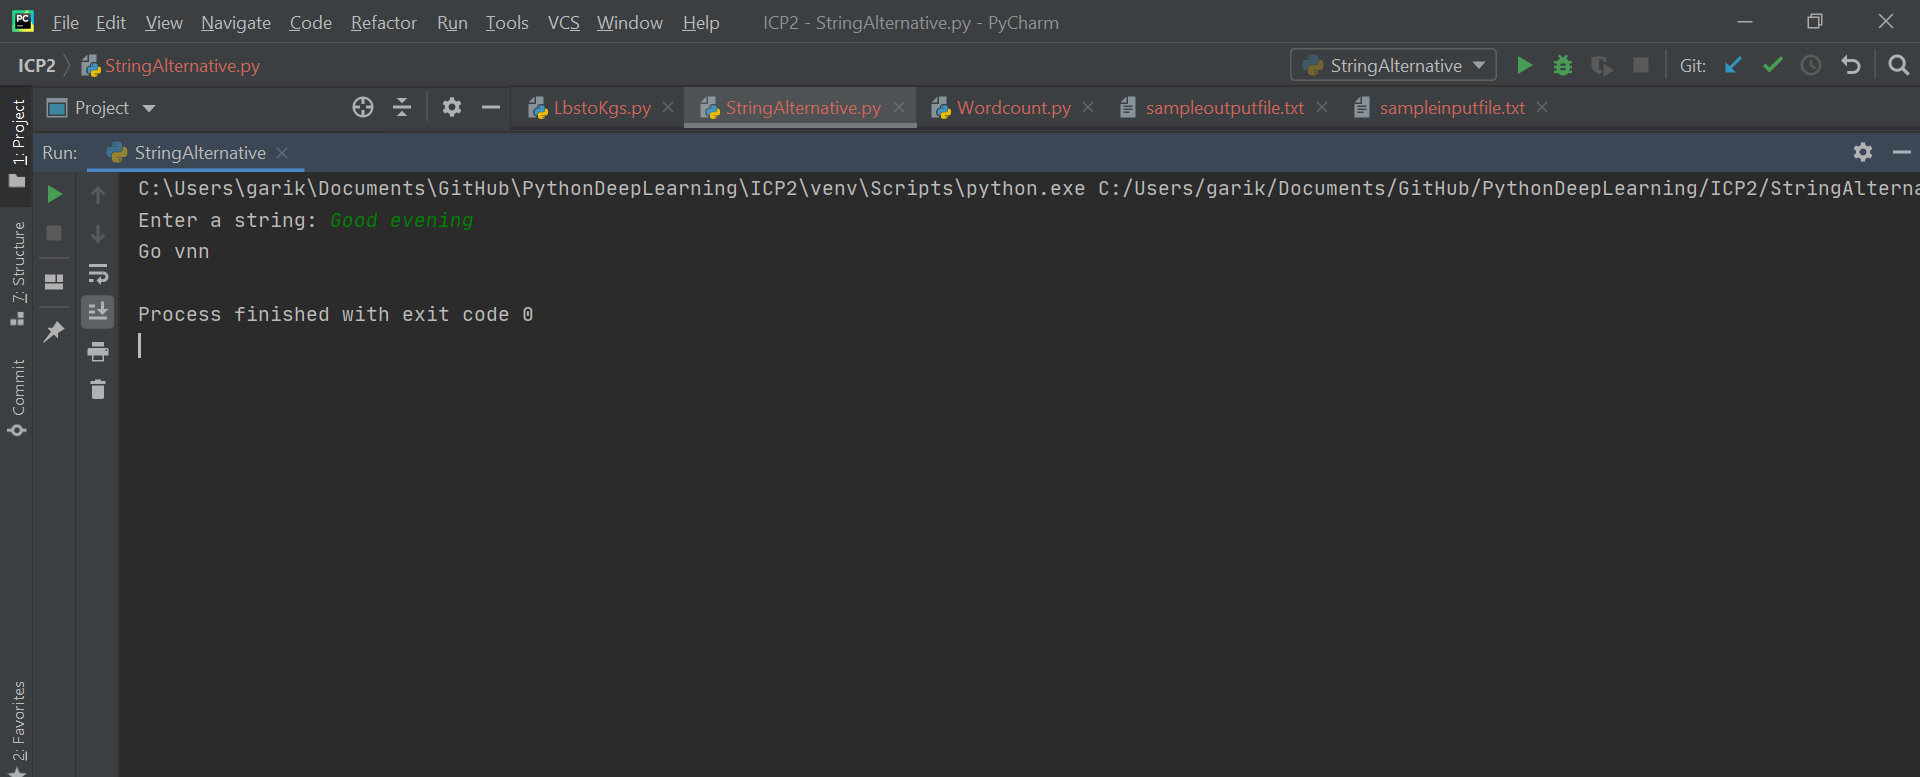 PC File Edit View Navigate Code Refactor Run Tools VCS Window Help ICP2 - StringAlternative.py - PyCharm
ICP2 StringAlternative.py StringAlternative Git:
Project LbstoKgs.py StringAlternative.py Wordcount.py sampleoutputfile.txt sampleinputfile.txt
Run: StringAlternative
C:\Users\garik\Documents\GitHub\PythonDeepLearning\ICP2\venv\Scripts\python.exe C:/Users/garik/Documents/GitHub/PythonDeepLearning/ICP2/StringAlterna
Enter a string: Good evening
Go vnn
Process finished with exit code 0
1: Project
7: Structure
Commit
2: Favorites